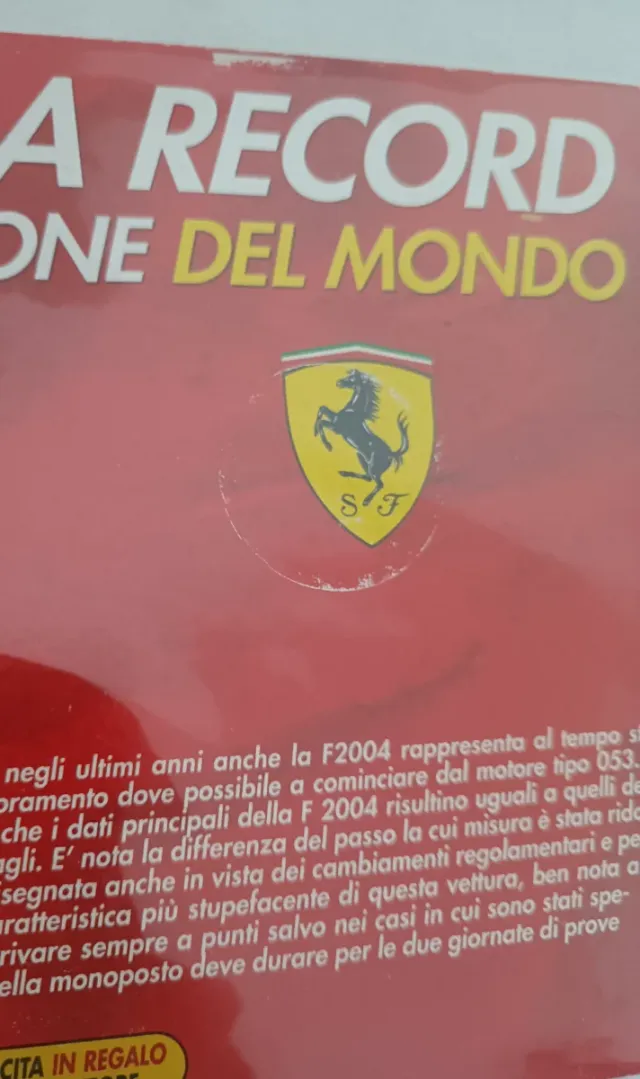 A RECORD
ONE DEL MONDO
S F
negli ultimi anni anche la F2004 rappresenta al tempo st
oramento dove possibile a cominciare dal motore tipo 053.
che i dati principali della F 2004 risultino uguali a quelli de
agli. E' nota la differenza del passo la cui misura è stata rido
isegnata anche in vista dei cambiamenti regolamentari e pe
aratteristica più stupefacente di questa vettura, ben nota a
rivare sempre a punti salvo nei casi in cui sono stati spe-
ella monoposto deve durare per le due giornate di prove
CITA IN REGALO